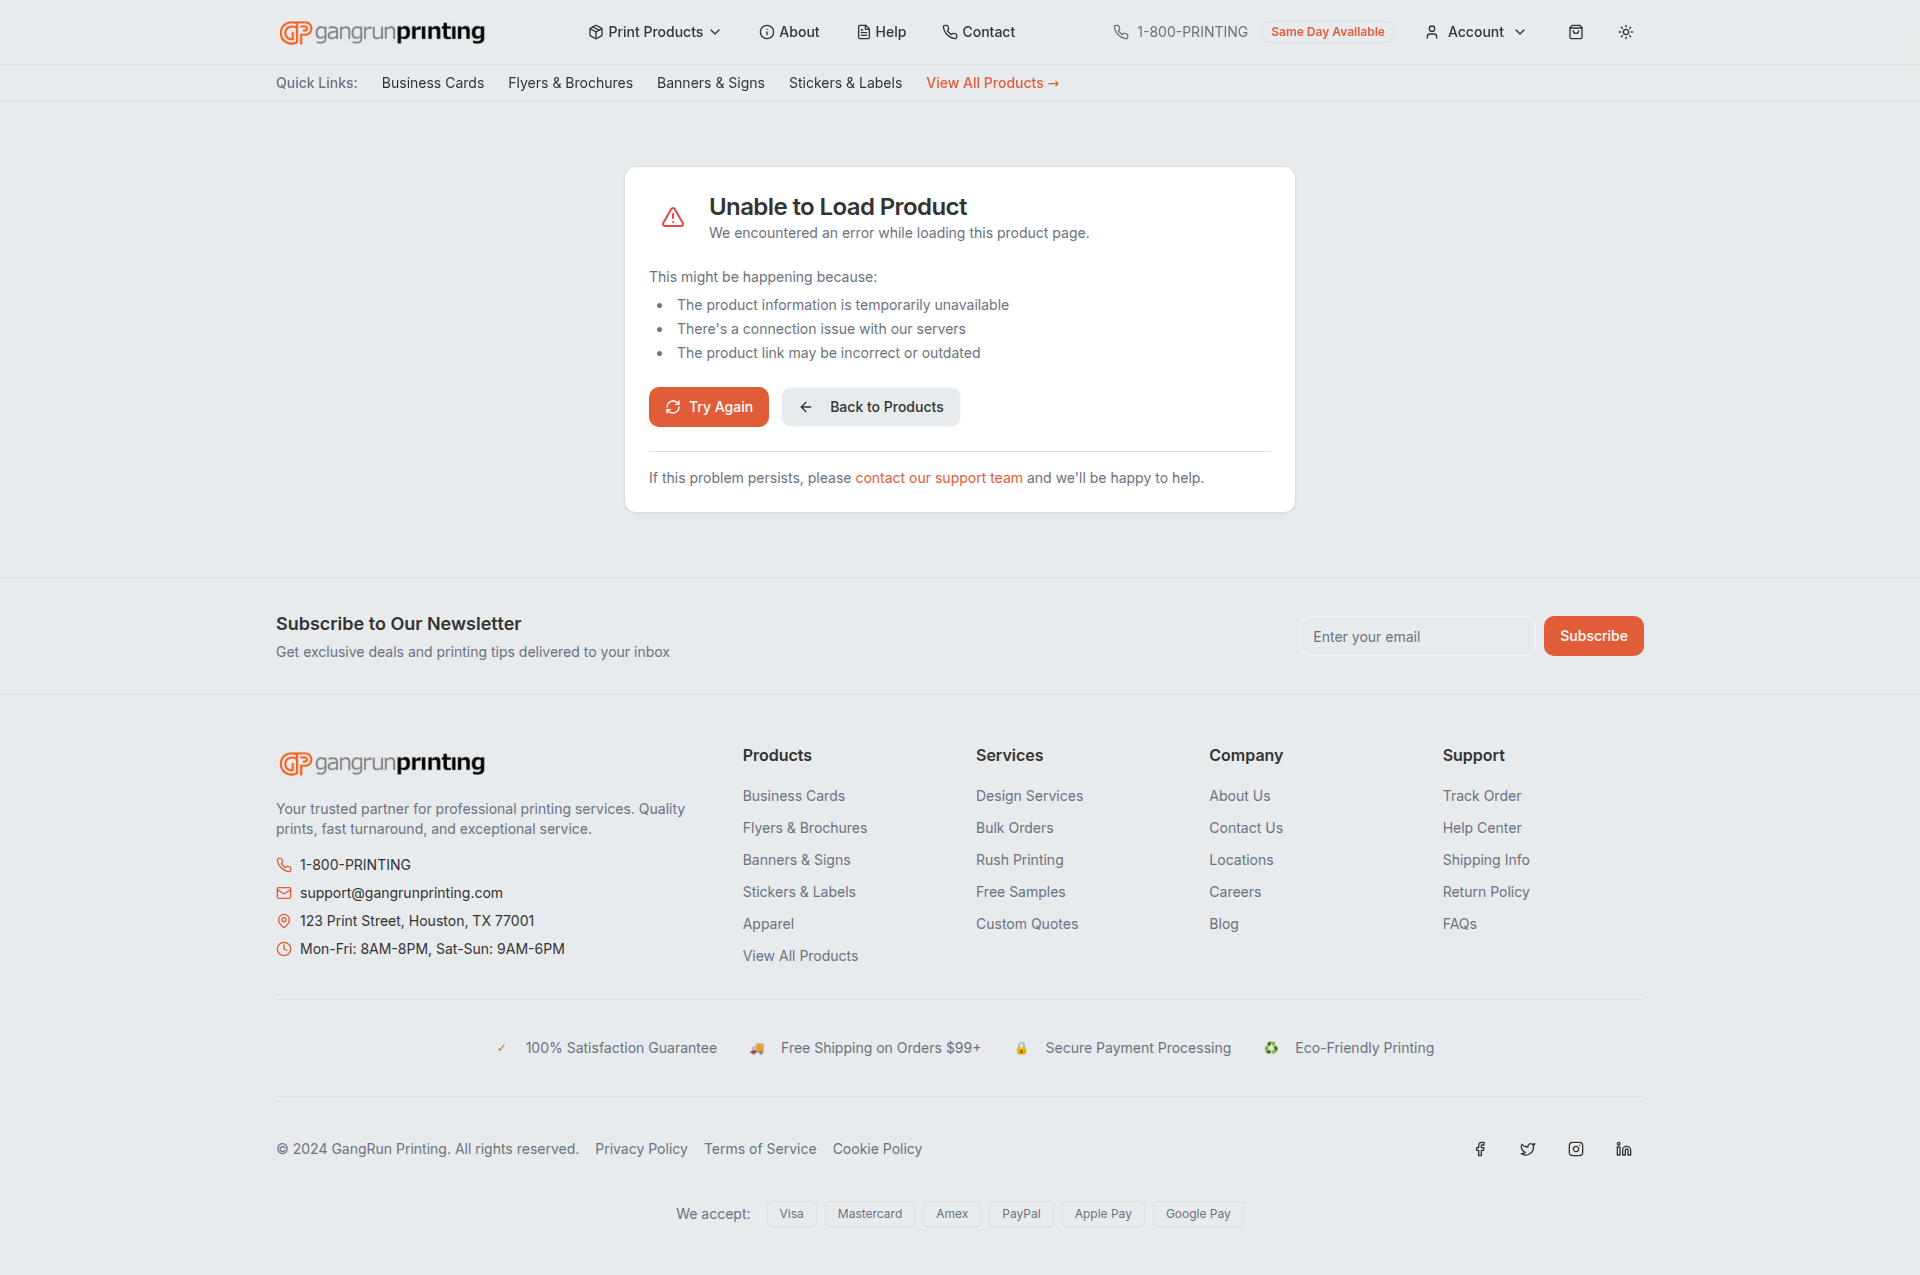 gangrunprinting
Print Products
About
Help
Contact
1-800-PRINTING
Same Day Available
Account
Quick Links:
Business Cards
Flyers & Brochures
Banners & Signs
Stickers & Labels
View All Products →
Unable to Load Product
We encountered an error while loading this product page.
This might be happening because:
• The product information is temporarily unavailable
• There's a connection issue with our servers
• The product link may be incorrect or outdated
Try Again
Back to Products
If this problem persists, please contact our support team and we'll be happy to help.
Subscribe to Our Newsletter
Get exclusive deals and printing tips delivered to your inbox
Enter your email
Subscribe
gangrunprinting
Your trusted partner for professional printing services. Quality
prints, fast turnaround, and exceptional service.
1-800-PRINTING
support@gangrunprinting.com
123 Print Street, Houston, TX 77001
Mon-Fri: 8AM-8PM, Sat-Sun: 9AM-6PM
Products
Business Cards
Flyers & Brochures
Banners & Signs
Stickers & Labels
Apparel
View All Products
Services
Design Services
Bulk Orders
Rush Printing
Free Samples
Custom Quotes
Company
About Us
Contact Us
Locations
Careers
Blog
Support
Track Order
Help Center
Shipping Info
Return Policy
FAQs
✓ 100% Satisfaction Guarantee
🚚 Free Shipping on Orders $99+
🔒 Secure Payment Processing
♻️ Eco-Friendly Printing
© 2024 GangRun Printing. All rights reserved.
Privacy Policy
Terms of Service
Cookie Policy
We accept:
Visa
Mastercard
Amex
PayPal
Apple Pay
Google Pay